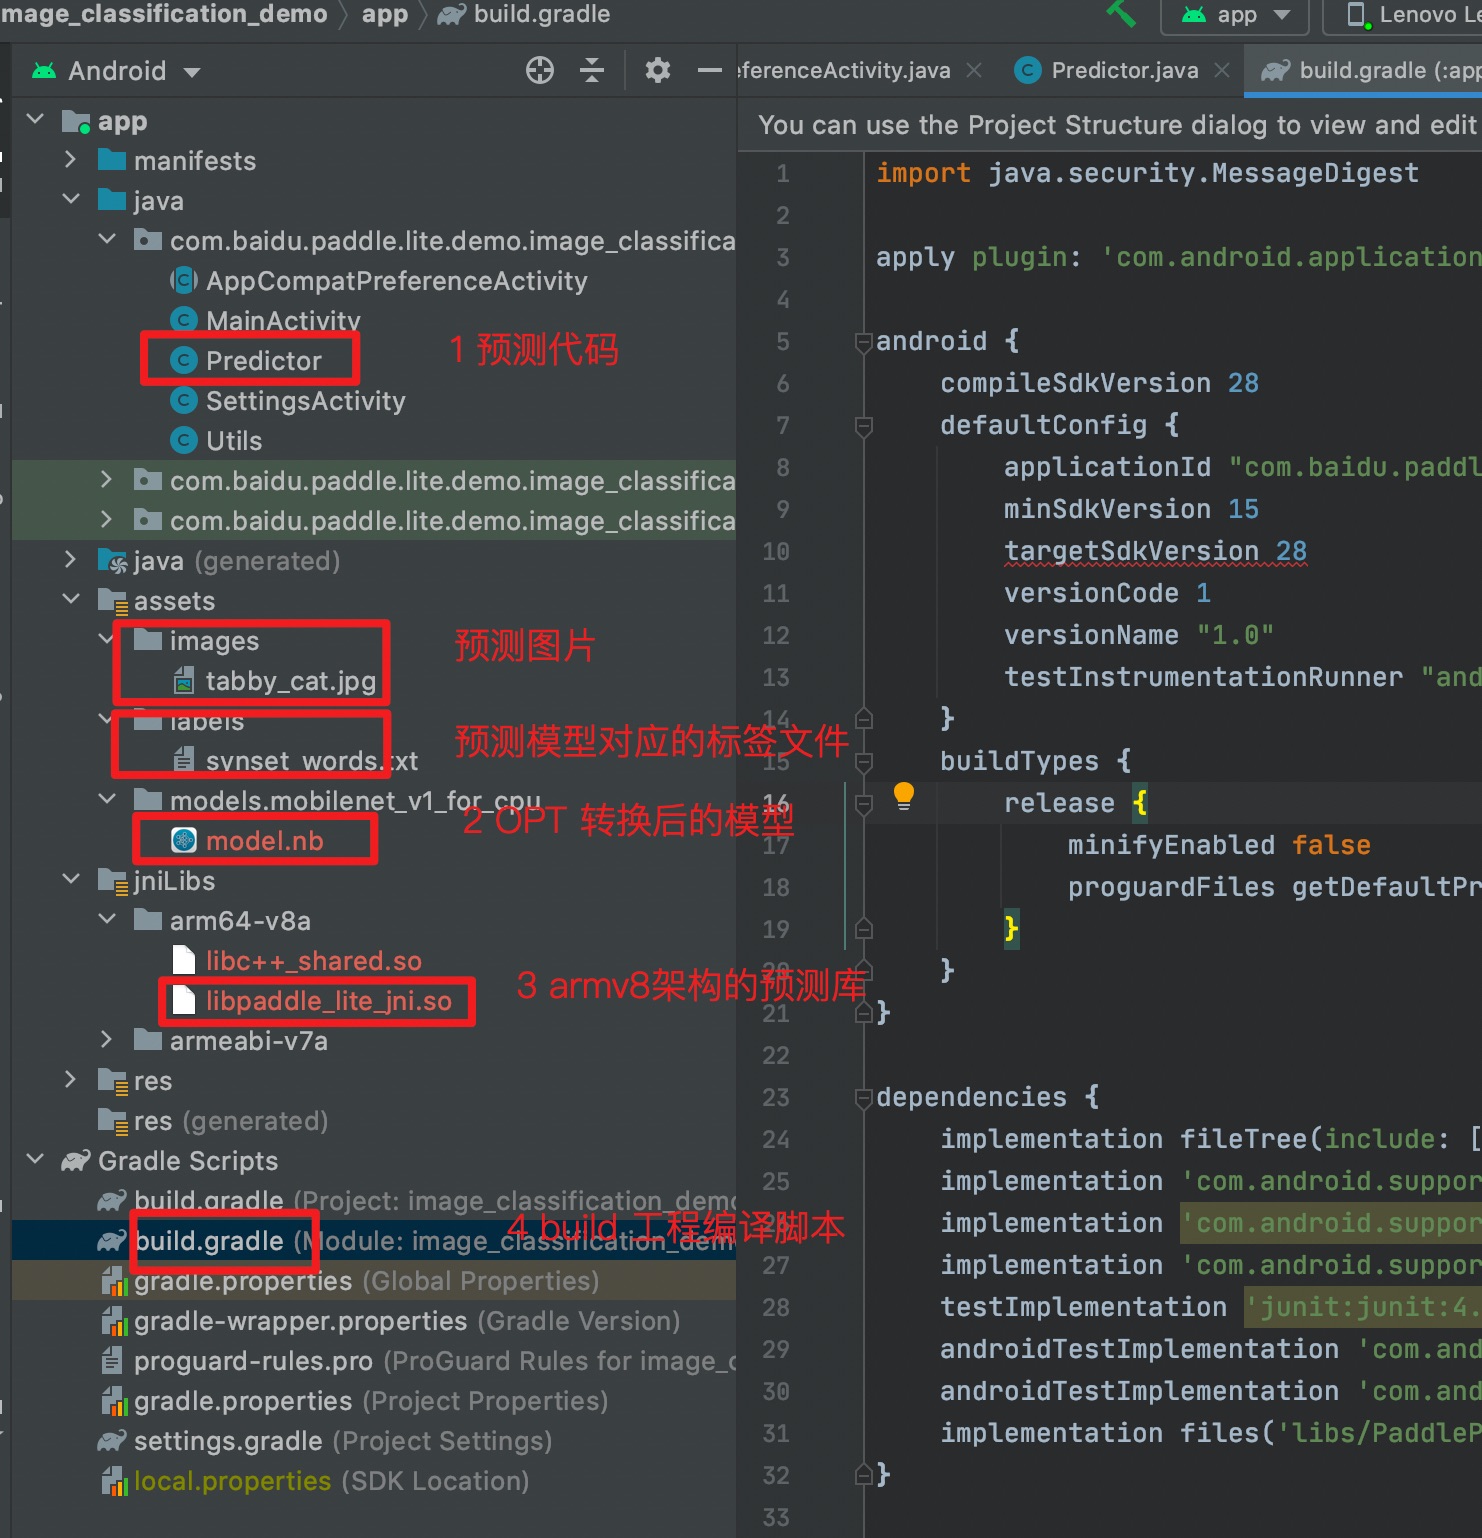 mage_classification_demo app build.gradle app Lenovo Le
Android
eferenceActivity.java Predictor.java build.gradle (:app
You can use the Project Structure dialog to view and edit
app
manifests
java
com.baidu.paddle.lite.demo.image_classifica
AppCompatPreferenceActivity
MainActivity
Predictor
1 预测代码
SettingsActivity
Utils
com.baidu.paddle.lite.demo.image_classifica
com.baidu.paddle.lite.demo.image_classifica
java (generated)
assets
images
预测图片
tabby_cat.jpg
labels
预测模型对应的标签文件
synset_words.txt
models.mobilenet_v1_for_cpu
2 OPT 转换后的模型
model.nb
jniLibs
arm64-v8a
libc++_shared.so
libpaddle_lite_jni.so
3 armv8架构的预测库
armeabi-v7a
res
res (generated)
Gradle Scripts
build.gradle (Project: image_classification_demo
build.gradle (Module: image_classification_demo
4 build 工程编译脚本
gradle.properties (Global Properties)
gradle-wrapper.properties (Gradle Version)
proguard-rules.pro (ProGuard Rules for image_c
gradle.properties (Project Properties)
settings.gradle (Project Settings)
local.properties (SDK Location)
1 import java.security.MessageDigest
2
3 apply plugin: 'com.android.application
4
5 android {
6 compileSdkVersion 28
7 defaultConfig {
8 applicationId "com.baidu.paddl
9 minSdkVersion 15
10 targetSdkVersion 28
11 versionCode 1
12 versionName "1.0"
13 testInstrumentationRunner "and
14 }
15 buildTypes {
16 release {
17 minifyEnabled false
18 proguardFiles getDefaultPr
19 }
20 }
21 }
22
23 dependencies {
24 implementation fileTree(include: [
25 implementation 'com.android.suppor
26 implementation 'com.android.suppor
27 implementation 'com.android.suppor
28 testImplementation 'junit:junit:4.
29 androidTestImplementation 'com.and
30 androidTestImplementation 'com.and
31 implementation files('libs/PaddleP
32 }
33